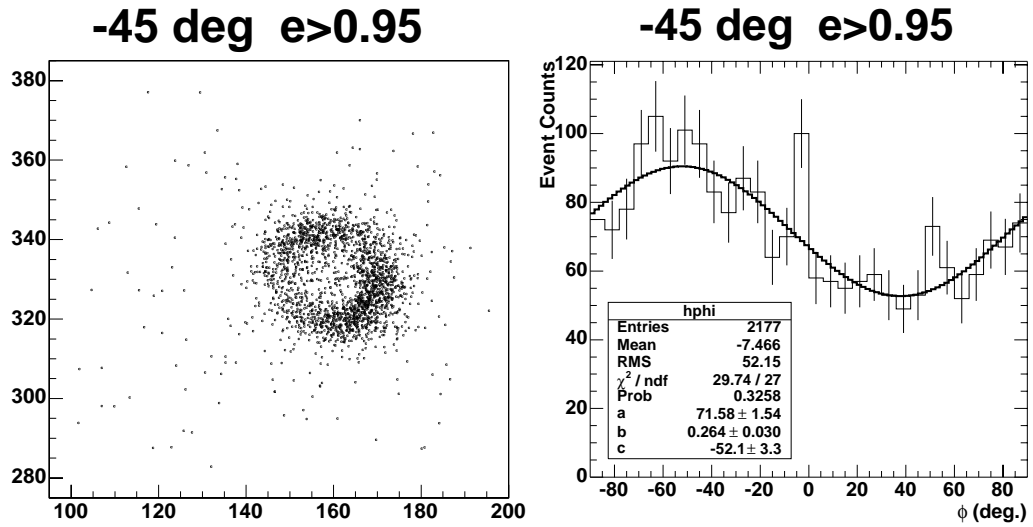 -45 deg e>0.95
380
360
340
320
300
280
100 120 140 160 180 200
-45 deg e>0.95
Event Counts
120
100
80
60
40
20
0
-80 -60 -40 -20 0 20 40 60 80
ϕ (deg.)
hphi
Entries 2177
Mean -7.466
RMS 52.15
χ² / ndf 29.74 / 27
Prob 0.3258
a 71.58 ± 1.54
b 0.264 ± 0.030
c -52.1 ± 3.3